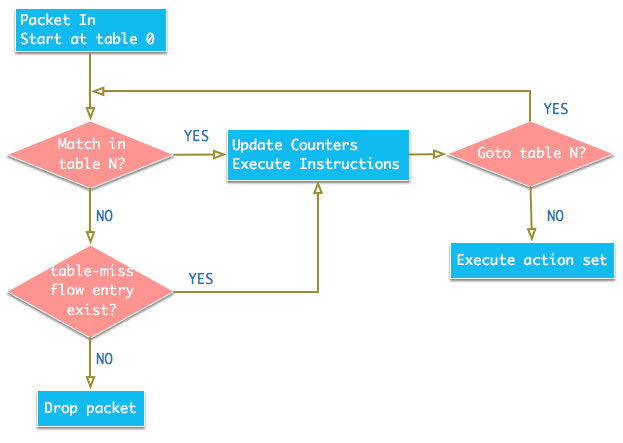 Packet In
Start at table 0
YES
Match in
table N?
YES
Update Counters
Execute Instructions
Goto table N?
NO
NO
Execute action set
table-miss
flow entry
exist?
YES
NO
Drop packet